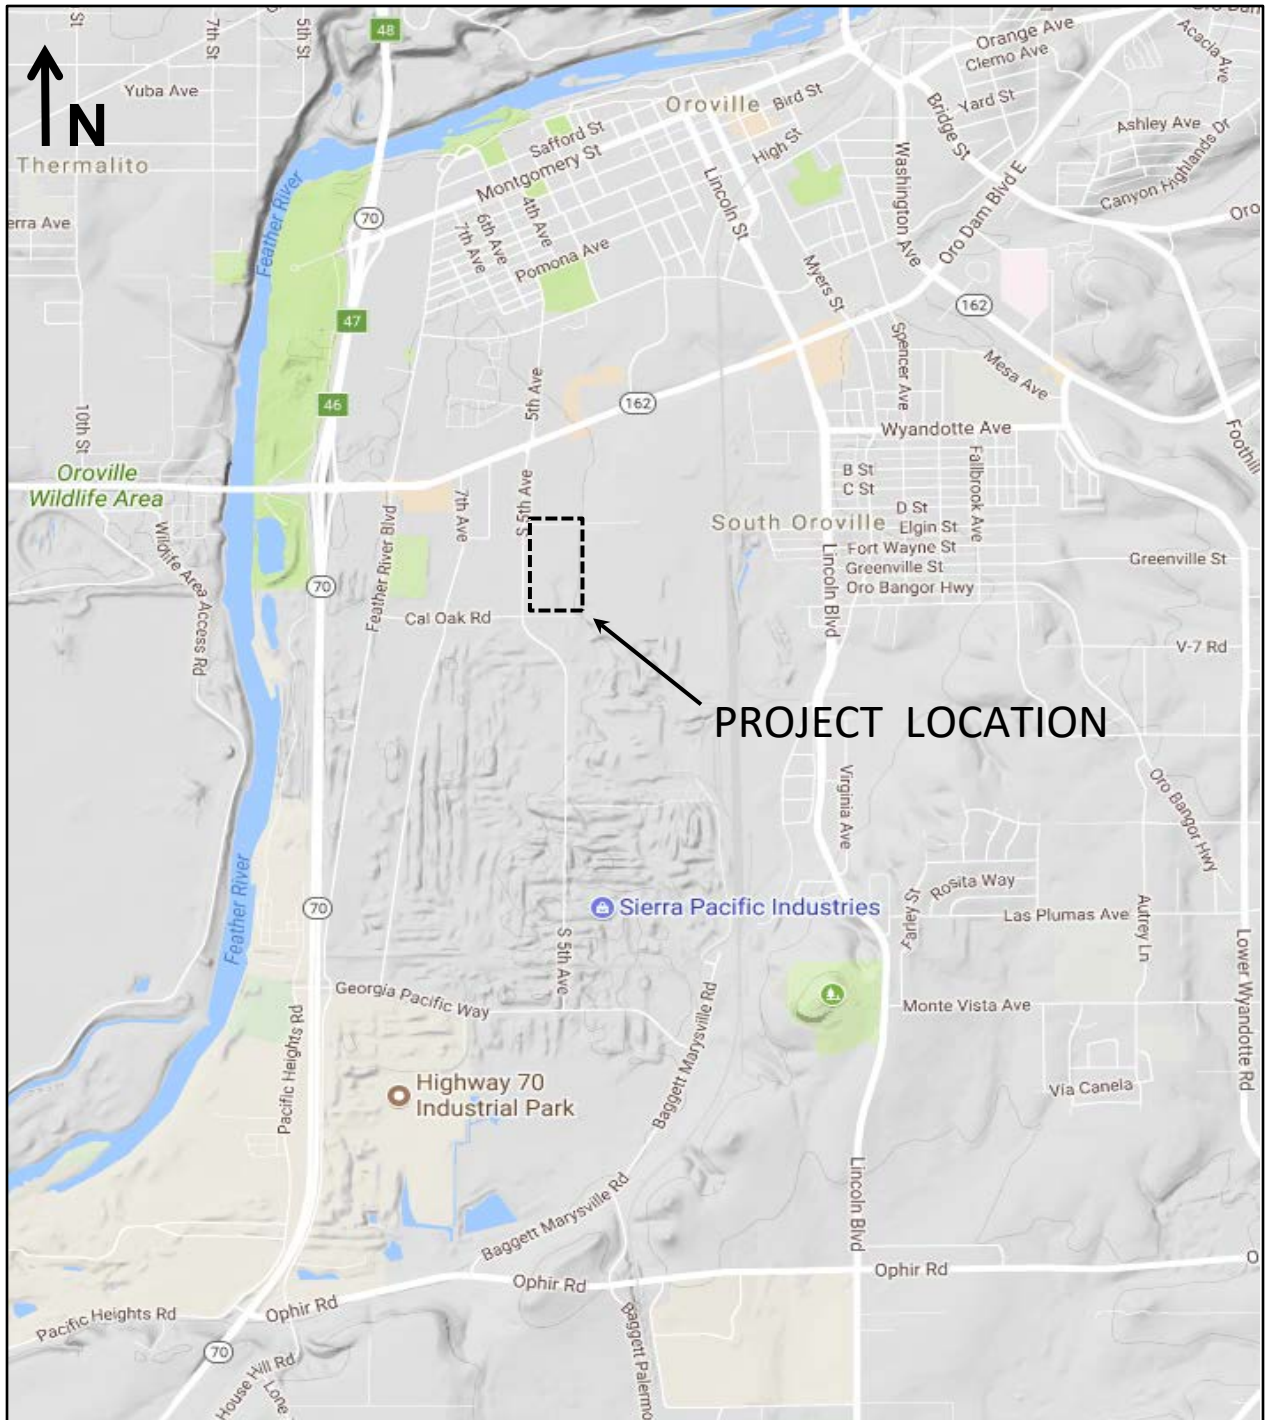 48
St
7th St
5th St
Orange Ave
Clemo Ave
Acacia Ave
N
Yuba Ave
Oroville
Bird St
Yard St
Bridge St
Ashley Ave
Thermalito
Safford St
Montgomery St
High St
Washington Ave
Canyon Highlands Dr
Feather River
70
4th Ave
6th Ave
7th Ave
Lincoln St
Oro Dam Blvd E
Oro
erra Ave
Pomona Ave
Myers St
162
47
Spencer Ave
Mesa Ave
46
5th Ave
162
10th St
Wyandotte Ave
Foothill
Oroville
Wildlife Area
S 5th Ave
7th Ave
B St
C St
Fallbrook Ave
D St
South Oroville
Elgin St
Feather River Blvd
Wildlife Area Access Rd
Fort Wayne St
Greenville St
Greenville St
70
Lincoln Blvd
Oro Bangor Hwy
Cal Oak Rd
V-7 Rd
PROJECT LOCATION
Virginia Ave
Oro Bangor Hwy
Feather River
70
Sierra Pacific Industries
Rosita Way
Farley St
Las Plumas Ave
Autrey Ln
Lower Wyandotte Rd
S 5th Ave
Georgia Pacific Way
Monte Vista Ave
Pacific Heights Rd
Baggett Marysville Rd
Highway 70
Industrial Park
Via Canela
Baggett Marysville Rd
Lincoln Blvd
Ophir Rd
Ophir Rd
O
Ophir Rd
Pacific Heights Rd
Baggett Palermo
70
House Hill Rd
Lone